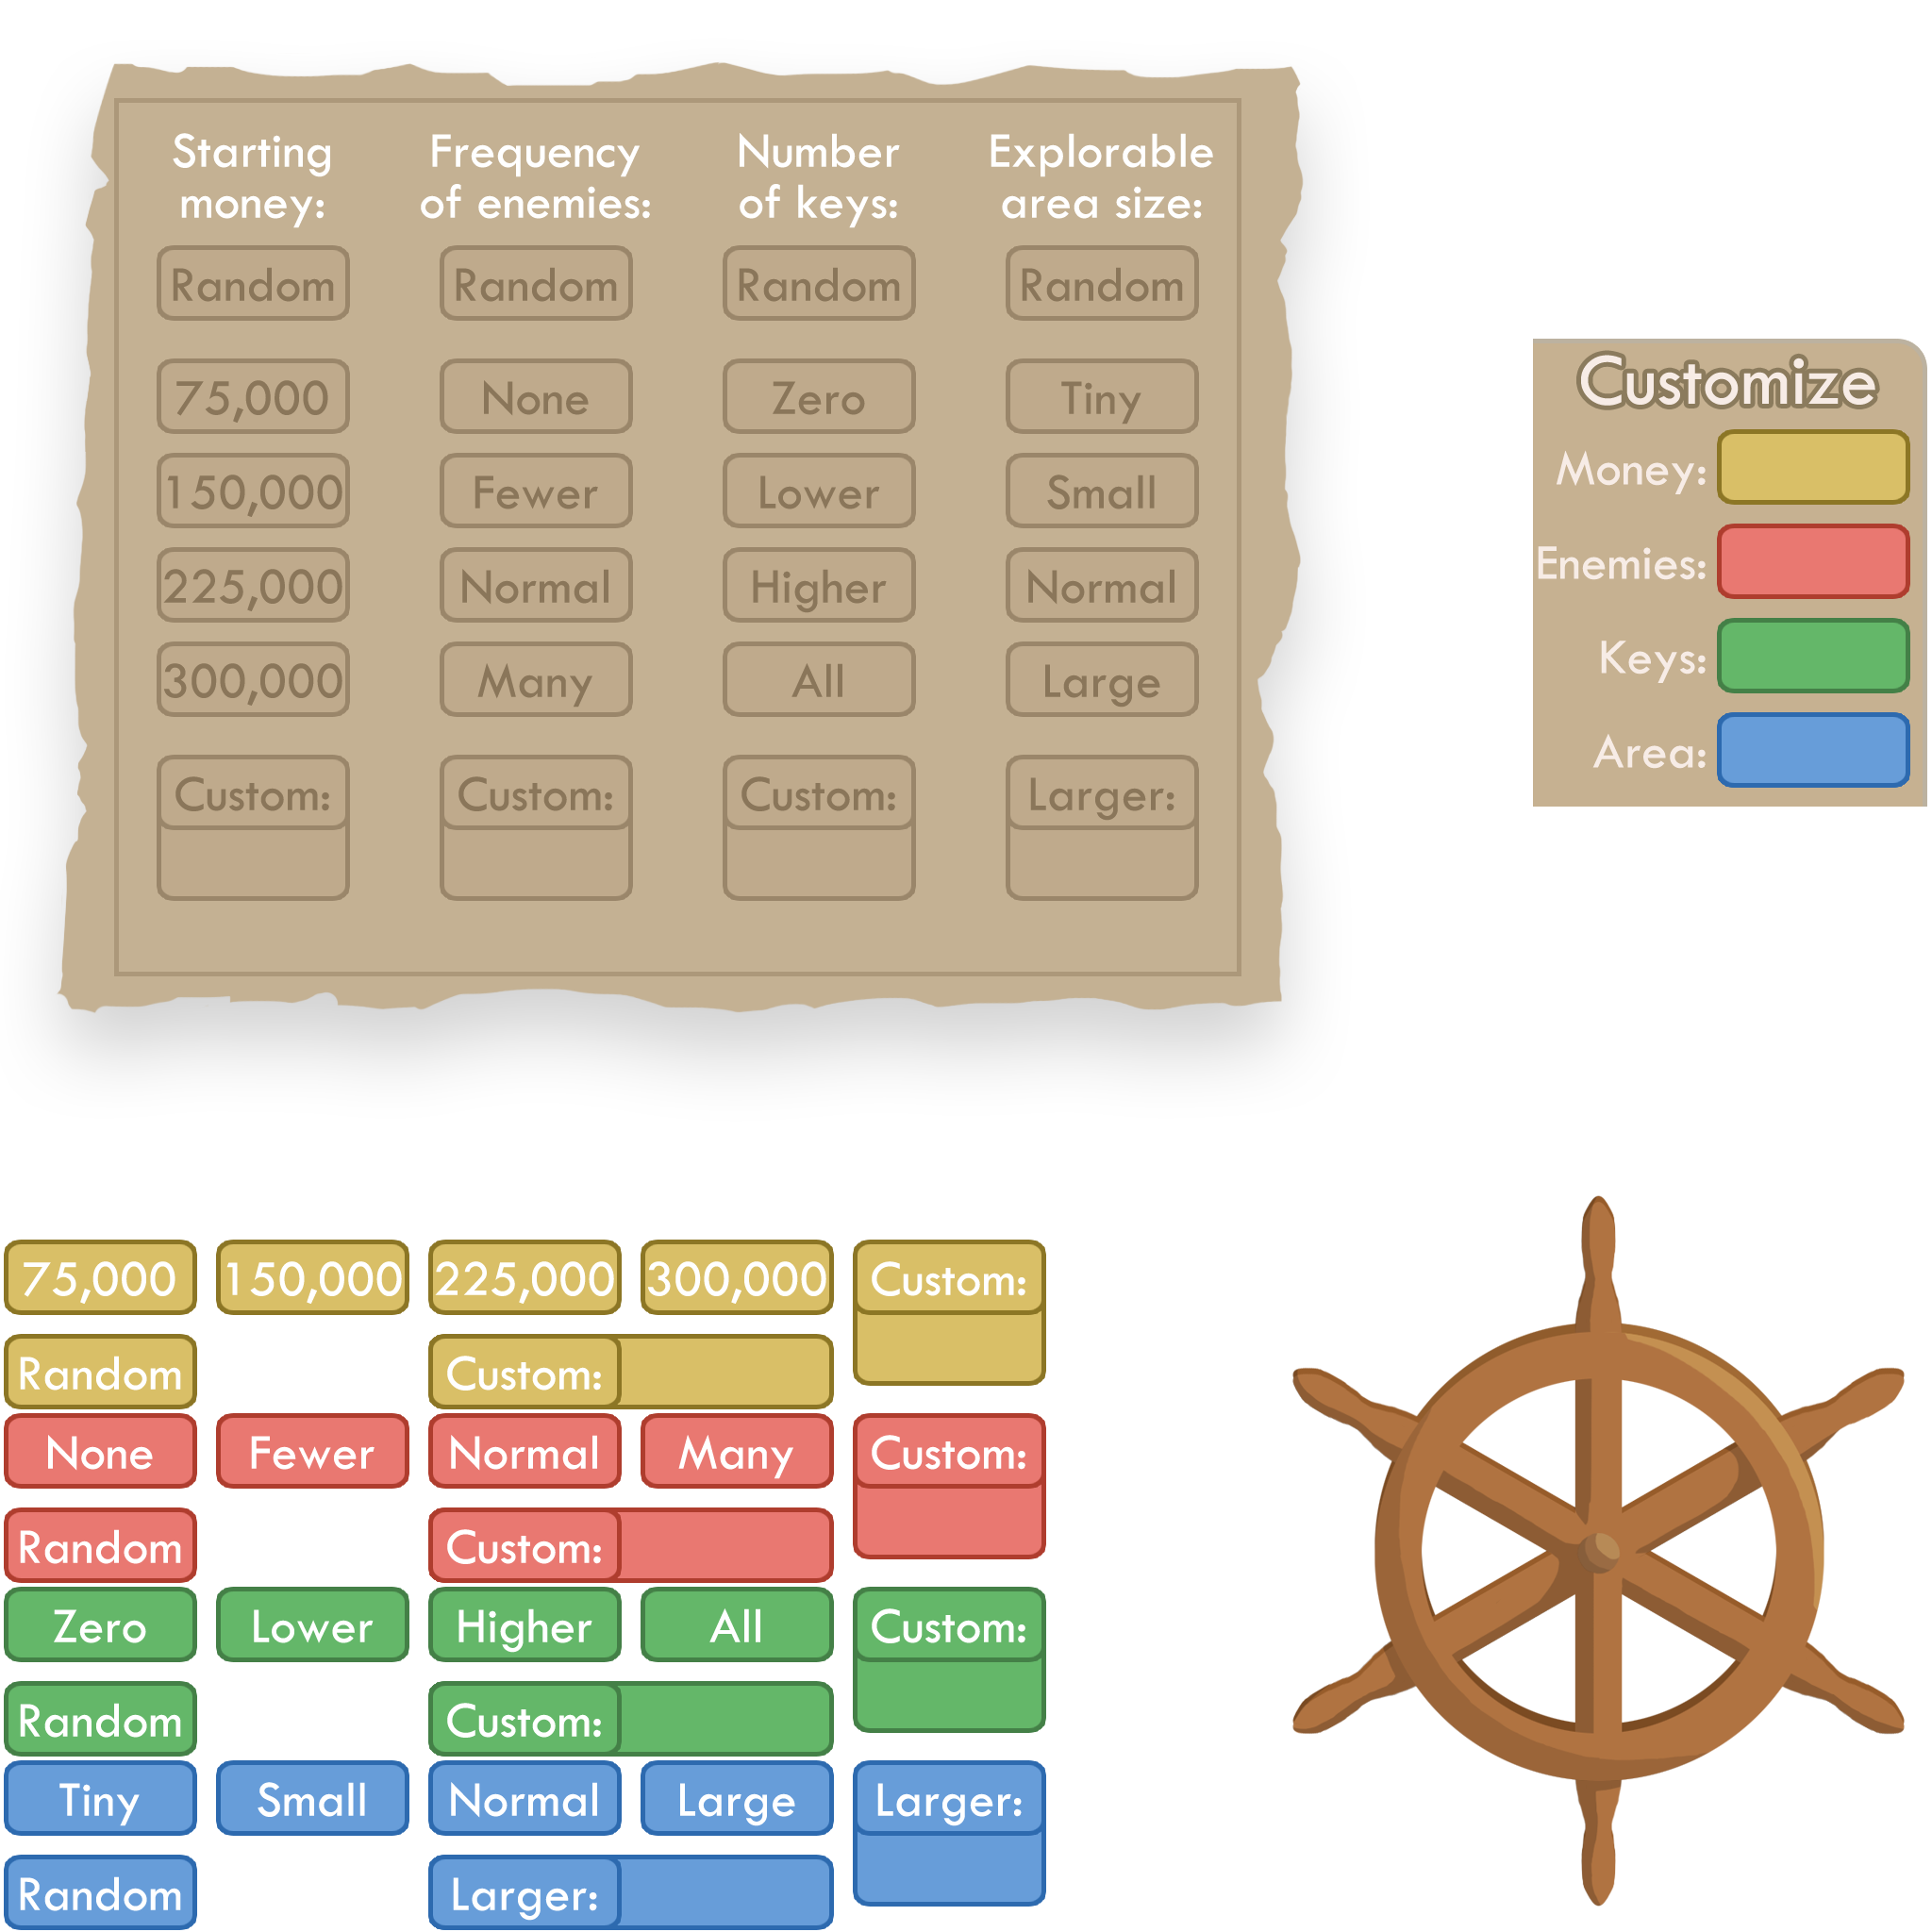 Starting
money:
Frequency
of enemies:
Number
of keys:
Explorable
area size:
Random
Random
Random
Random
75,000
None
Zero
Tiny
150,000
Fewer
Lower
Small
225,000
Normal
Higher
Normal
300,000
Many
All
Large
Custom:
Custom:
Custom:
Larger:
Customize
Money:
Enemies:
Keys:
Area:
75,000
150,000
225,000
300,000
Custom:
Random
Custom:
None
Fewer
Normal
Many
Custom:
Random
Custom:
Zero
Lower
Higher
All
Custom:
Random
Custom:
Tiny
Small
Normal
Large
Larger:
Random
Larger: